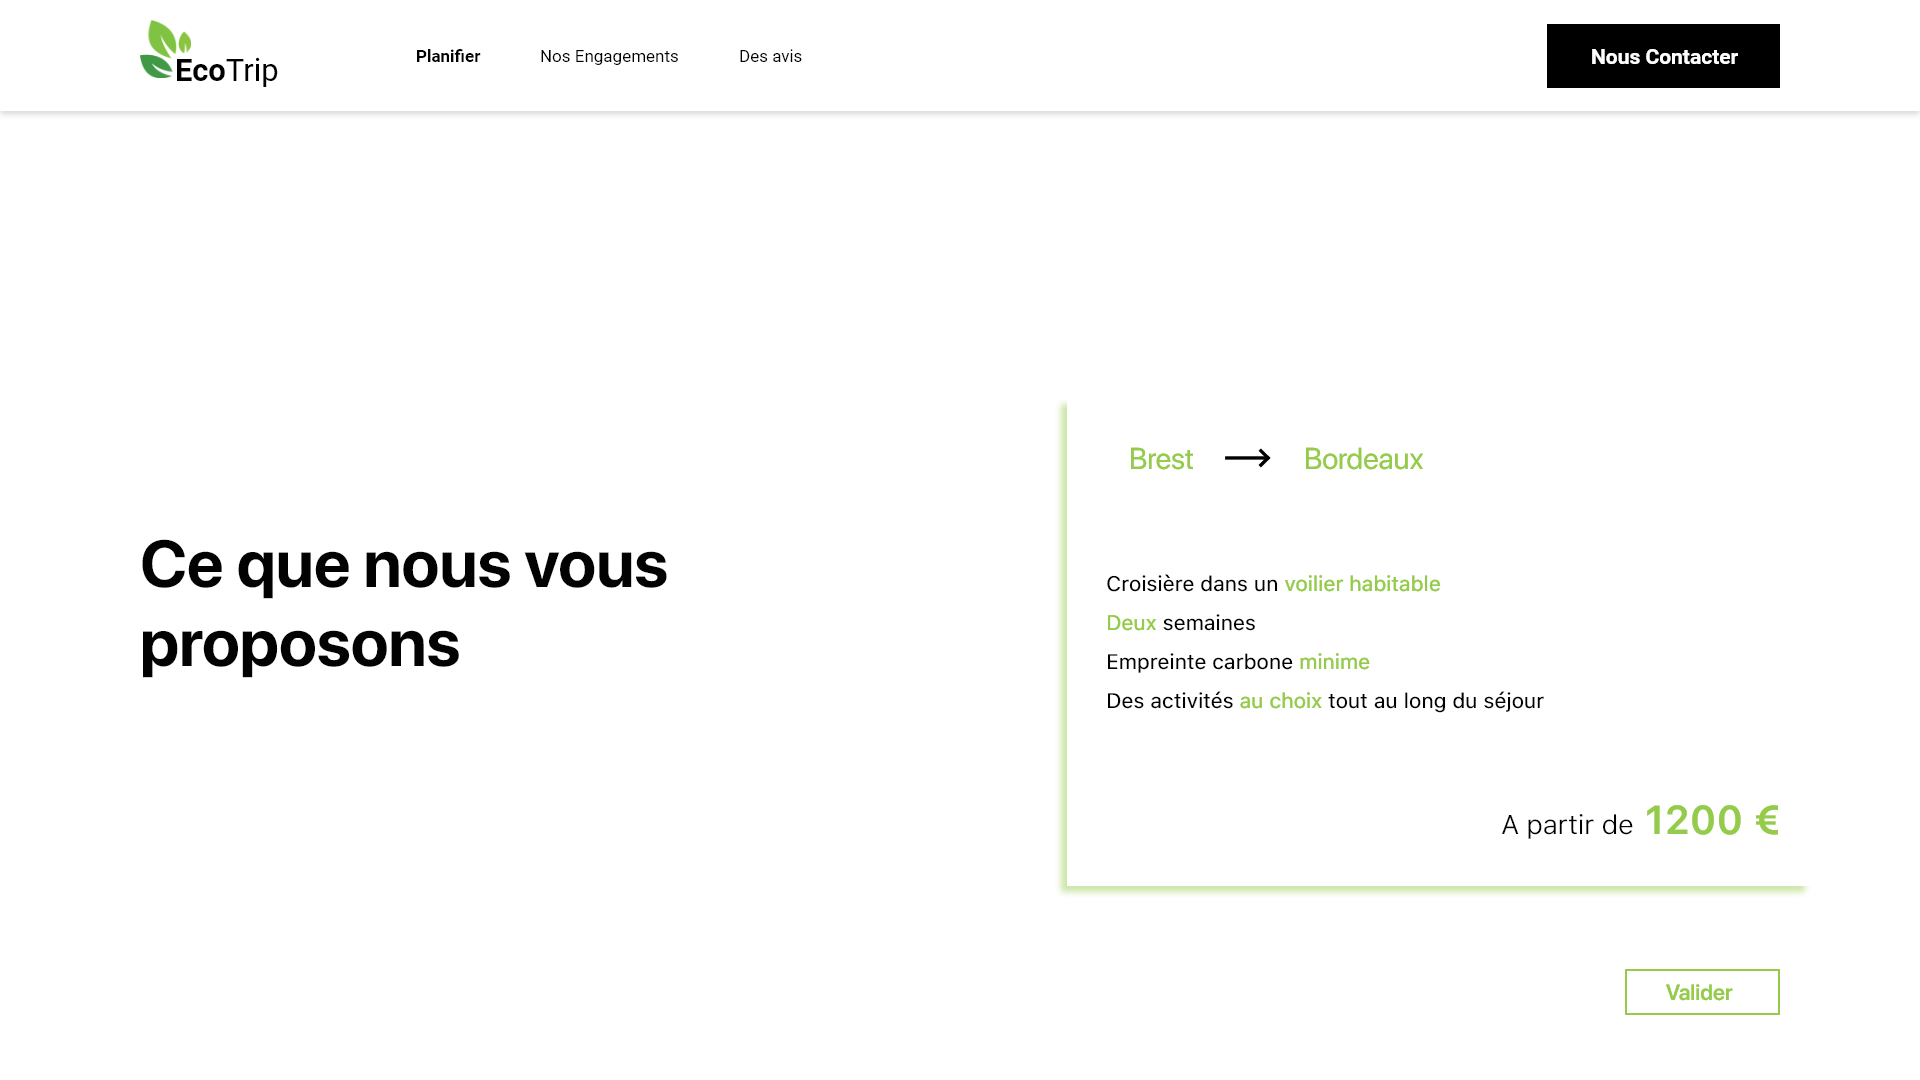 EcoTrip
Planifier
Nos Engagements
Des avis
Nous Contacter
Ce que nous vous
proposons
Brest
Bordeaux
Croisière dans un voilier habitable
Deux semaines
Empreinte carbone minime
Des activités au choix tout au long du séjour
A partir de 1200 €
Valider